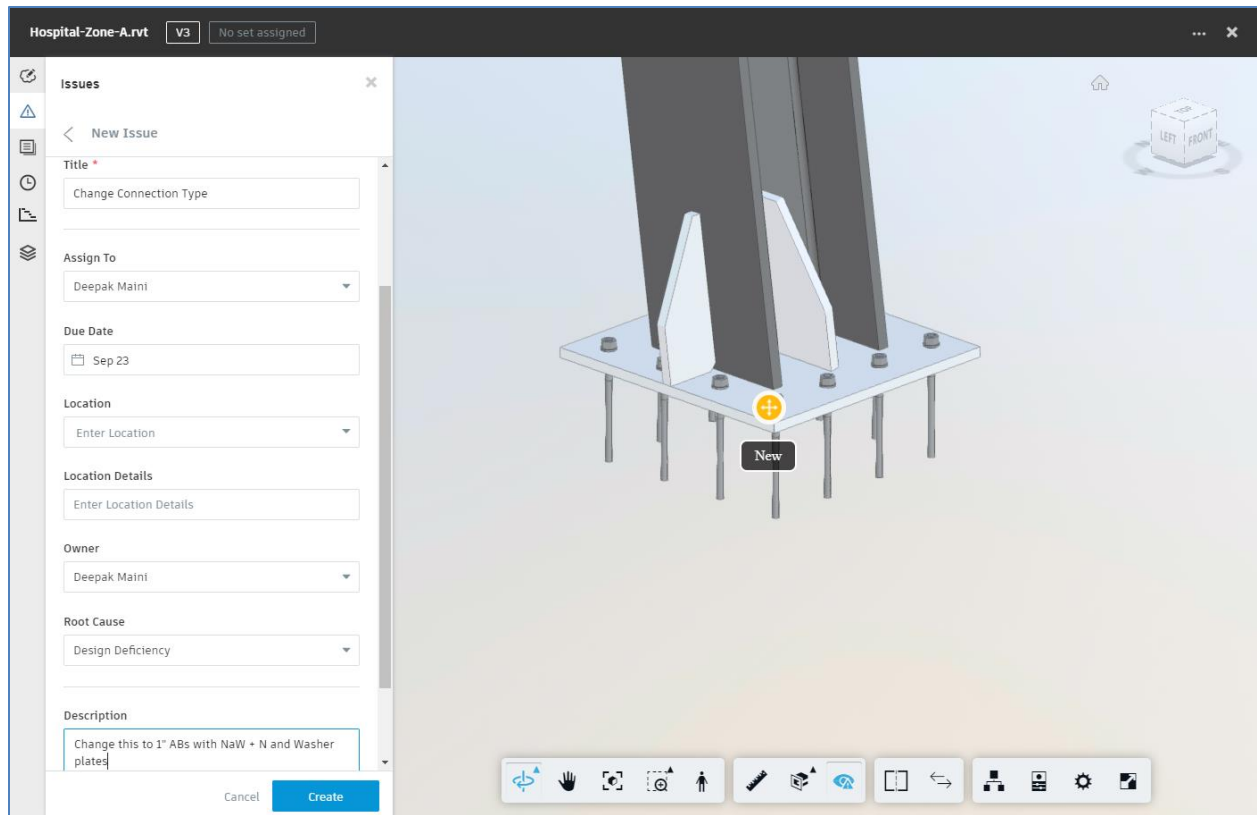 Hospital-Zone-A.rvt V3 No set assigned
Issues
New Issue
Title *
Change Connection Type
Assign To
Deepak Maini
Due Date
Sep 23
Location
Enter Location
Location Details
Enter Location Details
Owner
Deepak Maini
Root Cause
Design Deficiency
Description
Change this to 1" ABs with NaW + N and Washer
plates
Cancel Create
TOP
LEFT FRONT
New